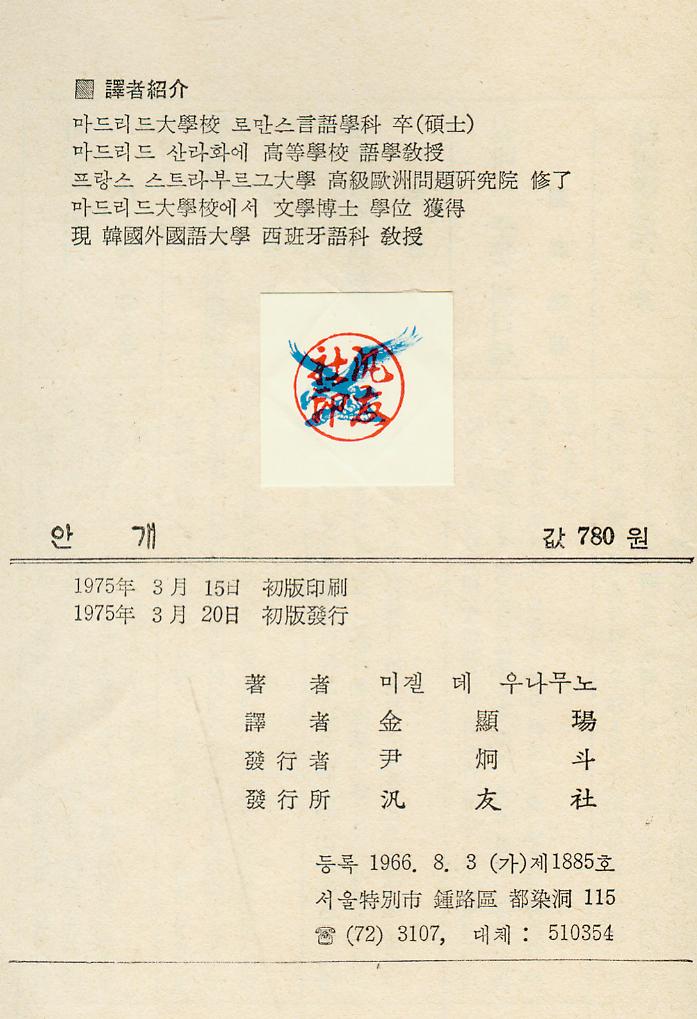 ▨ 譯者紹介
마드리드大學校 로만스言語學科 卒(碩士)
마드리드 산라화에 高等學校 語學敎授
프랑스 스트라부르그大學 高級歐洲問題硏究院 修了
마드리드大學校에서 文學博士 學位 獲得
現 韓國外國語大學 西班牙語科 敎授
汎友
社印
안 개 값 780 원
1975年 3月 15日 初版印刷
1975年 3月 20日 初版發行
著 者 미겔 데 우나무노
譯 者 金 顯 瑒
發行者 尹 炯 斗
發行所 汎 友 社
등록 1966. 8. 3 (가)제1885호
서울特別市 鍾路區 都染洞 115
☎ (72) 3107, 대체 : 510354